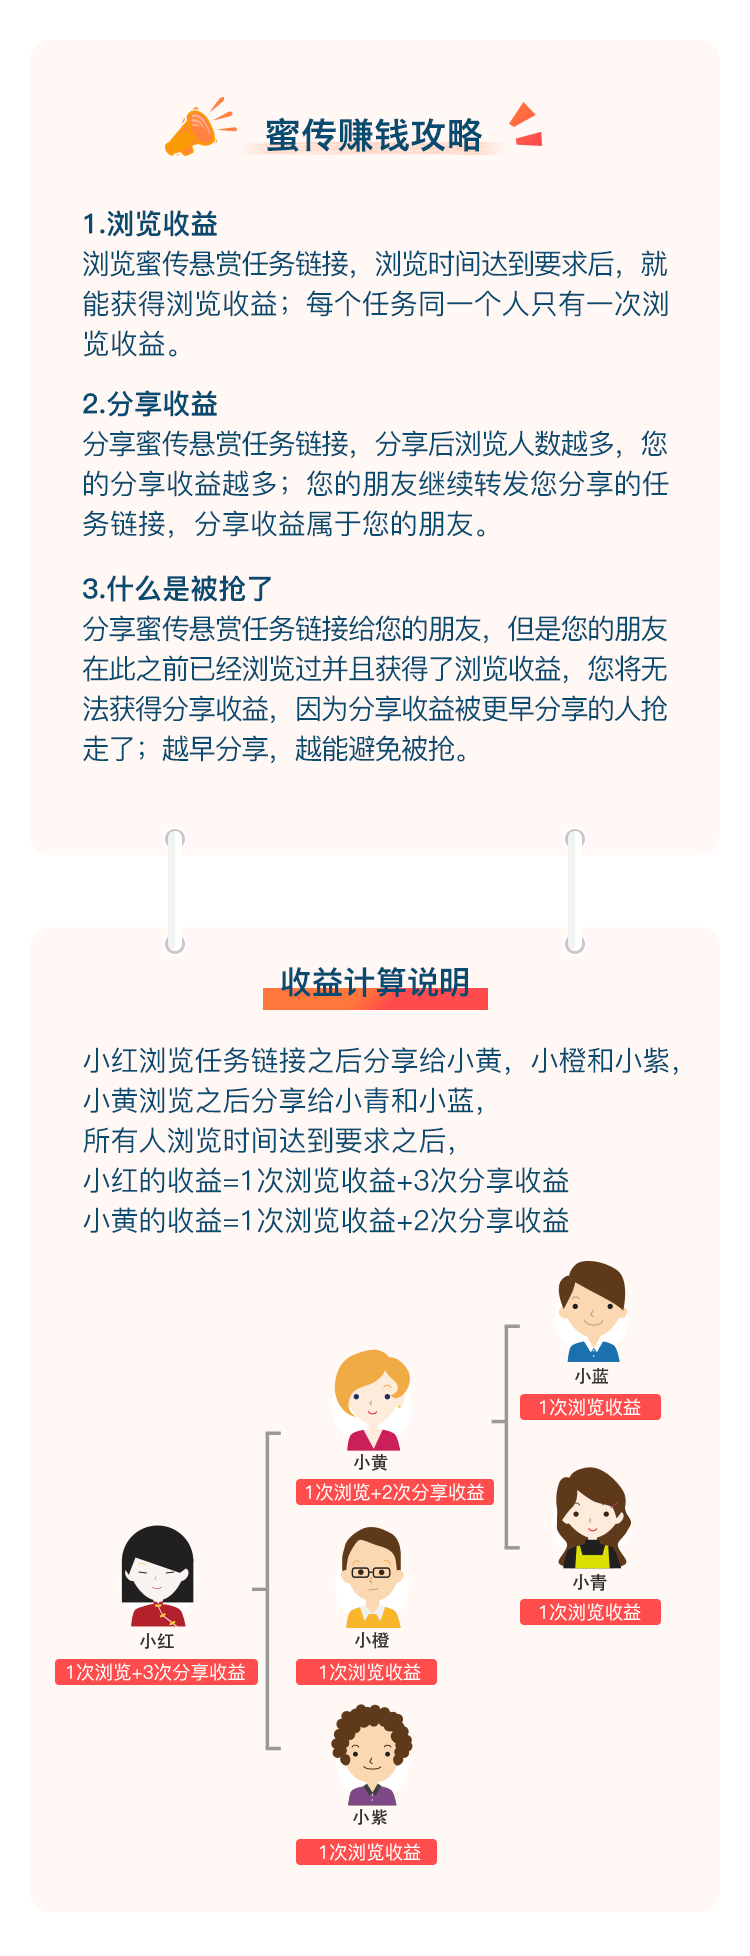 蜜传赚钱攻略
1.浏览收益
浏览蜜传悬赏任务链接，浏览时间达到要求后，就
能获得浏览收益；每个任务同一个人只有一次浏
览收益。
2.分享收益
分享蜜传悬赏任务链接，分享后浏览人数越多，您
的分享收益越多；您的朋友继续转发您分享的任
务链接，分享收益属于您的朋友。
3.什么是被抢了
分享蜜传悬赏任务链接给您的朋友，但是您的朋友
在此之前已经浏览过并且获得了浏览收益，您将无
法获得分享收益，因为分享收益被更早分享的人抢
走了；越早分享，越能避免被抢。
收益计算说明
小红浏览任务链接之后分享给小黄，小橙和小紫，
小黄浏览之后分享给小青和小蓝，
所有人浏览时间达到要求之后，
小红的收益=1次浏览收益+3次分享收益
小黄的收益=1次浏览收益+2次分享收益
小蓝
1次浏览收益
小黄
1次浏览+2次分享收益
小青
1次浏览收益
小红
1次浏览+3次分享收益
小橙
1次浏览收益
小紫
1次浏览收益